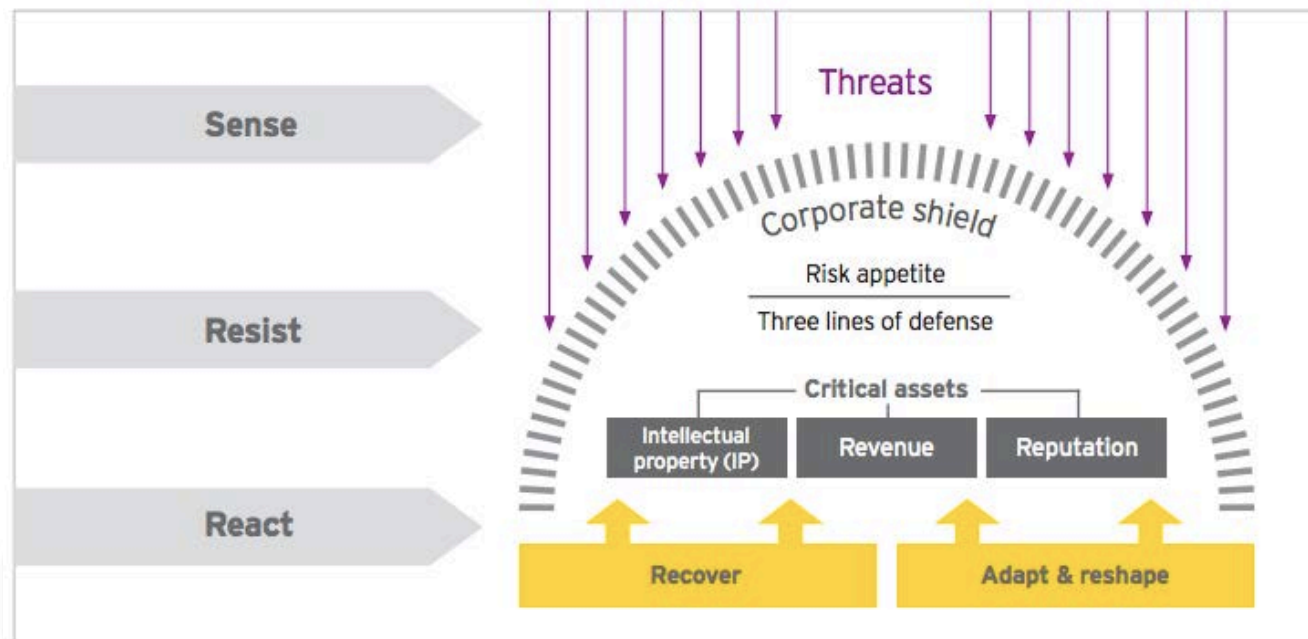 Sense
Resist
React
Threats
Corporate shield
Risk appetite
Three lines of defense
Critical assets
Intellectual
property (IP)
Revenue
Reputation
Recover
Adapt & reshape